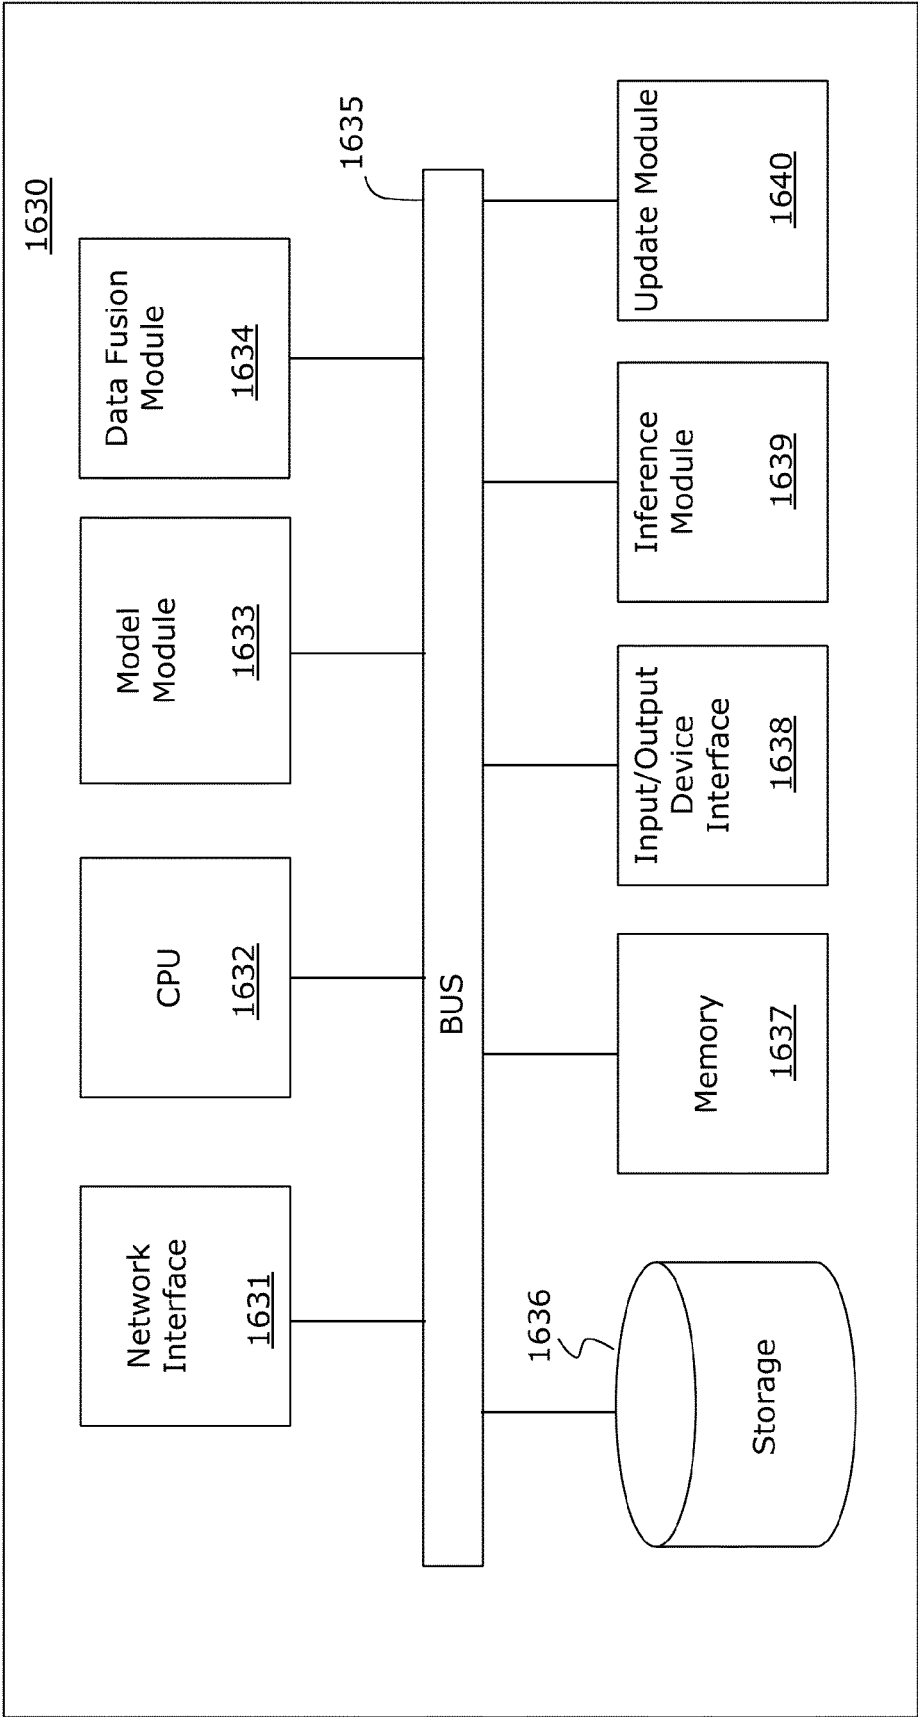 1630
Network
Interface
1631
CPU
1632
Model
Module
1633
Data Fusion
Module
1634
1635
BUS
1636
Storage
Memory
1637
Input/Output
Device
Interface
1638
Inference
Module
1639
Update Module
1640